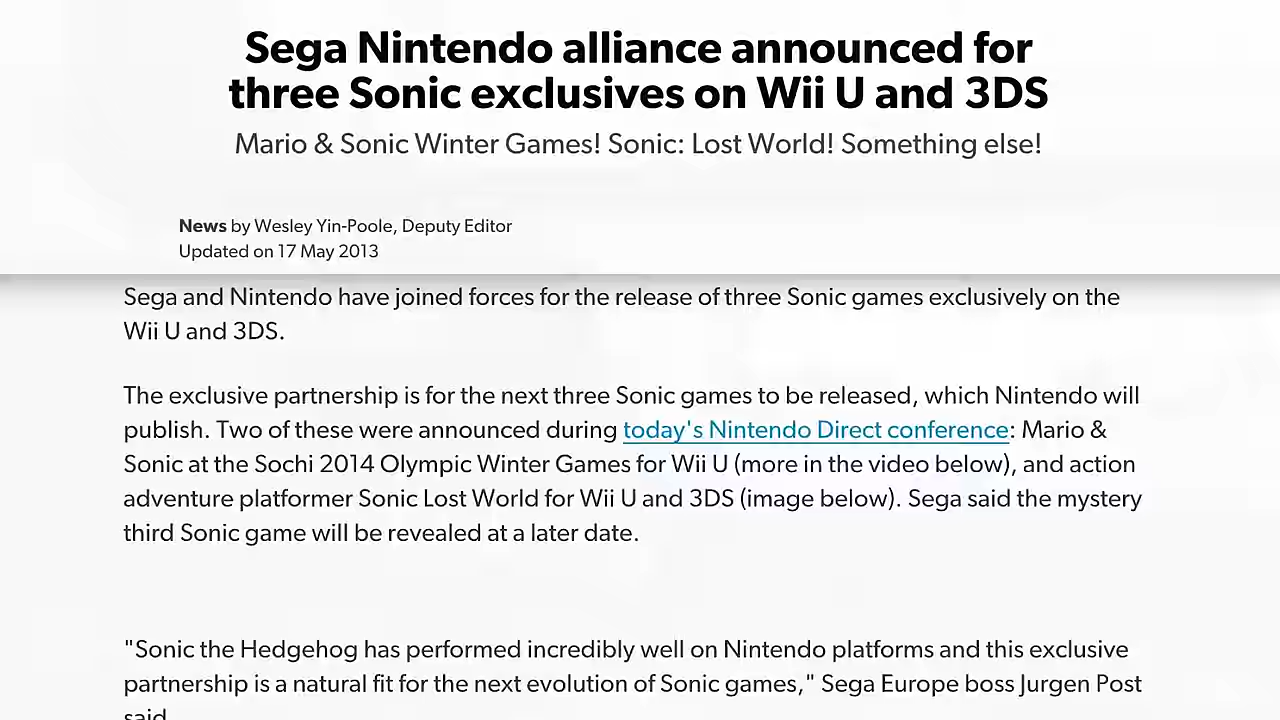 Sega Nintendo alliance announced for
three Sonic exclusives on Wii U and 3DS
Mario & Sonic Winter Games! Sonic: Lost World! Something else!
News by Wesley Yin-Poole, Deputy Editor
Updated on 17 May 2013
Sega and Nintendo have joined forces for the release of three Sonic games exclusively on the
Wii U and 3DS.
The exclusive partnership is for the next three Sonic games to be released, which Nintendo will
publish. Two of these were announced during today's Nintendo Direct conference: Mario &
Sonic at the Sochi 2014 Olympic Winter Games for Wii U (more in the video below), and action
adventure platformer Sonic Lost World for Wii U and 3DS (image below). Sega said the mystery
third Sonic game will be revealed at a later date.
"Sonic the Hedgehog has performed incredibly well on Nintendo platforms and this exclusive
partnership is a natural fit for the next evolution of Sonic games," Sega Europe boss Jurgen Post
said